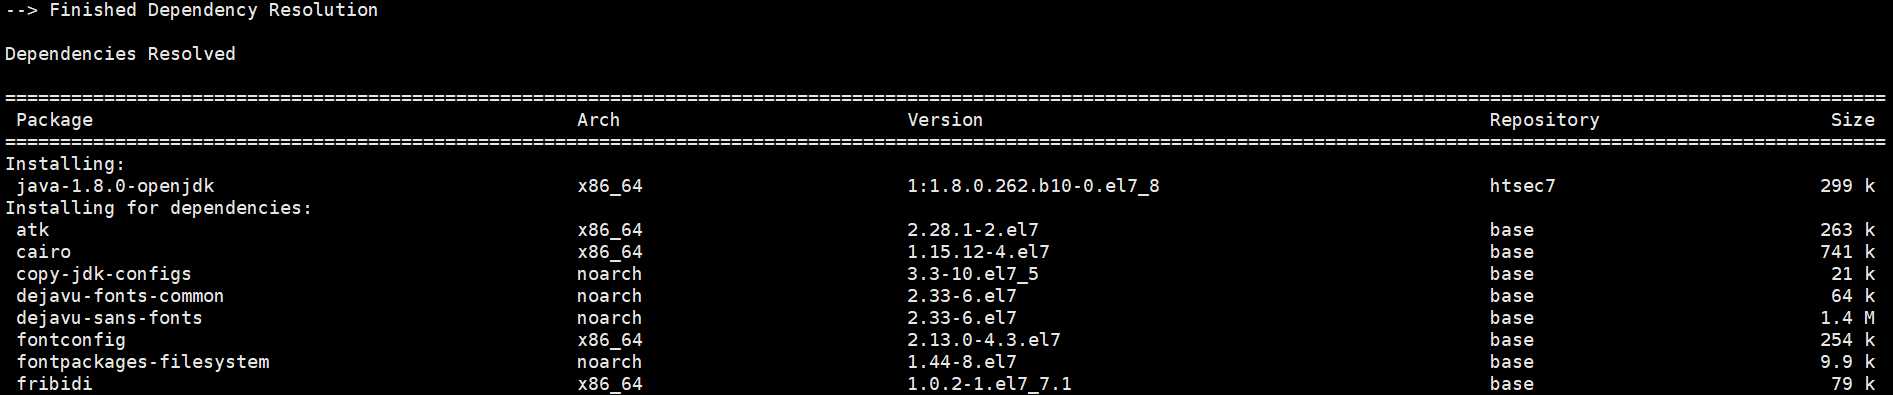 --> Finished Dependency Resolution
Dependencies Resolved
===========================================================================================================================================================================
Package Arch Version Repository Size
===========================================================================================================================================================================
Installing:
java-1.8.0-openjdk x86_64 1:1.8.0.262.b10-0.el7_8 htsec7 299 k
Installing for dependencies:
atk x86_64 2.28.1-2.el7 base 263 k
cairo x86_64 1.15.12-4.el7 base 741 k
copy-jdk-configs noarch 3.3-10.el7_5 base 21 k
dejavu-fonts-common noarch 2.33-6.el7 base 64 k
dejavu-sans-fonts noarch 2.33-6.el7 base 1.4 M
fontconfig x86_64 2.13.0-4.3.el7 base 254 k
fontpackages-filesystem noarch 1.44-8.el7 base 9.9 k
fribidi x86_64 1.0.2-1.el7_7.1 base 79 k